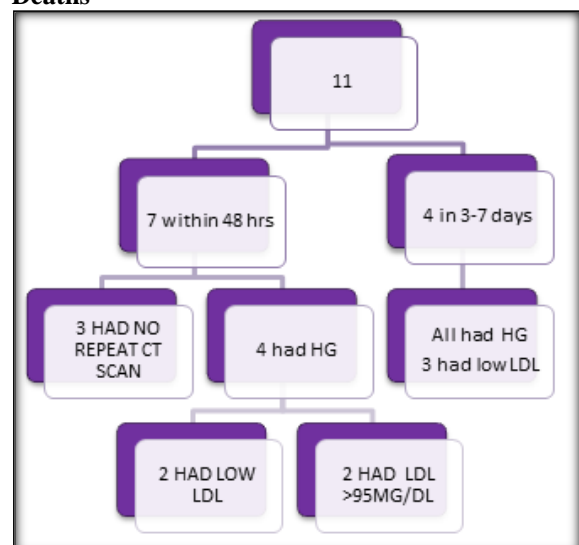 Deaths
11
7 within 48 hrs
4 in 3-7 days
3 HAD NO
REPEAT CT
SCAN
4 had HG
All had HG
3 had low LDL
2 HAD LOW
LDL
2 HAD LDL
>95MG/DL